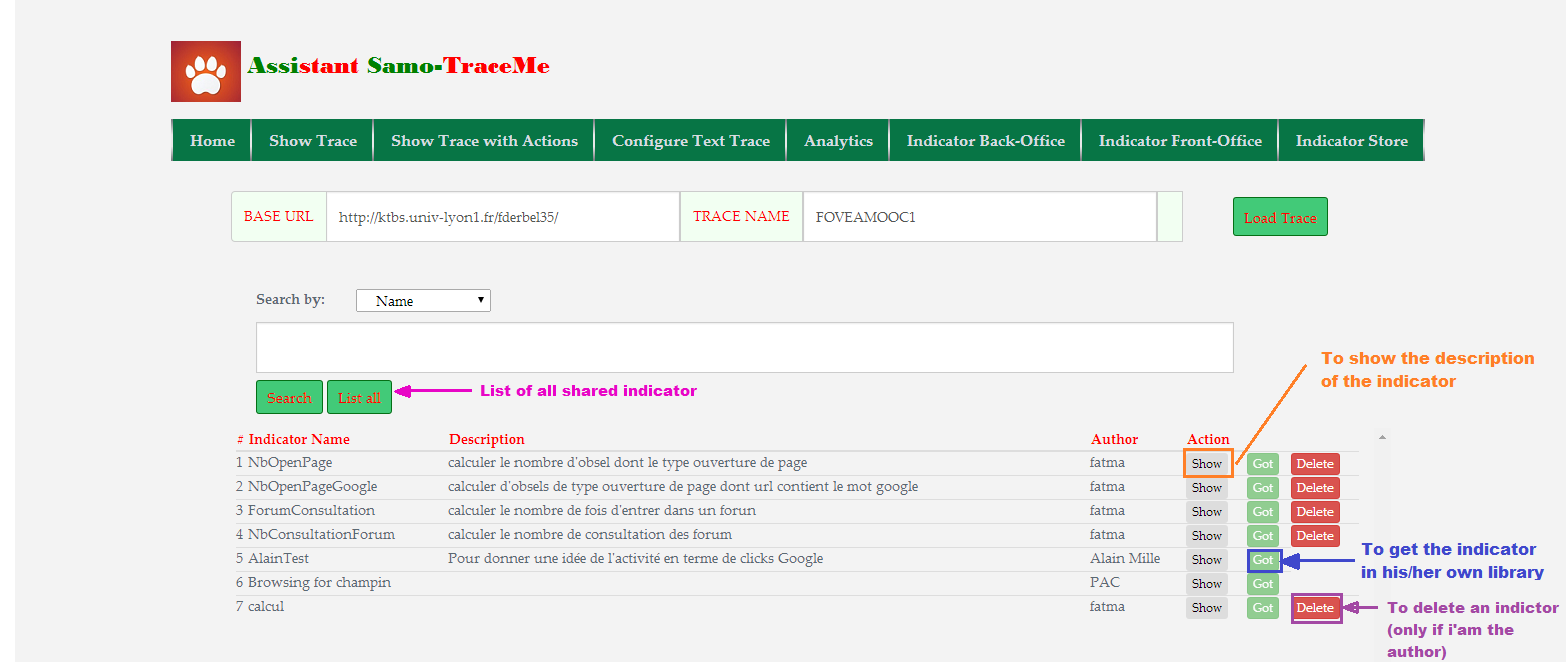 Assistant Samo-TraceMe
Home Show Trace Show Trace with Actions Configure Text Trace Analytics Indicator Back-Office Indicator Front-Office Indicator Store
BASE URL http://ktbs.univ-lyon1.fr/fderbel35/ TRACE NAME FOVEAMOOC1 Load Trace
Search by: Name
To show the description
of the indicator
Search List all List of all shared indicator
# Indicator Name Description Author Action
1 NbOpenPage calculer le nombre d'obsel dont le type ouverture de page fatma Show Got Delete
2 NbOpenPageGoogle calculer d'obsels de type ouverture de page dont url contient le mot google fatma Show Got Delete
3 ForumConsultation calculer le nombre de fois d'entrer dans un forun fatma Show Got Delete
4 NbConsultationForum calculer le nombre de consultation des forum fatma Show Got Delete
5 AlainTest Pour donner une idée de l'activité en terme de clicks Google Alain Mille Show Got
To get the indicator
in his/her own library
6 Browsing for champin PAC Show Got
7 calcul fatma Show Got Delete
To delete an indictor
(only if i'am the
author)